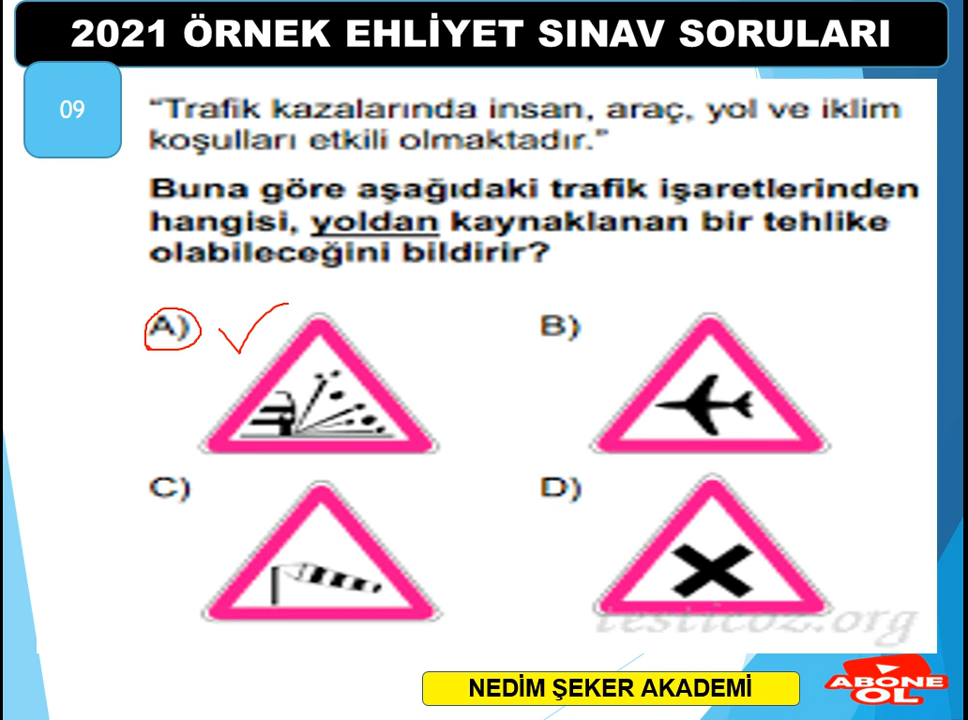 2021 ÖRNEK EHLİYET SINAV SORULARI
09
“Trafik kazalarında insan, araç, yol ve iklim
koşulları etkili olmaktadır.”
Buna göre aşağıdaki trafik işaretlerinden
hangisi, yoldan kaynaklanan bir tehlike
olabileceğini bildirir?
A)
B)
C)
D)
testicoz.org
NEDİM ŞEKER AKADEMİ
ABONE
OL